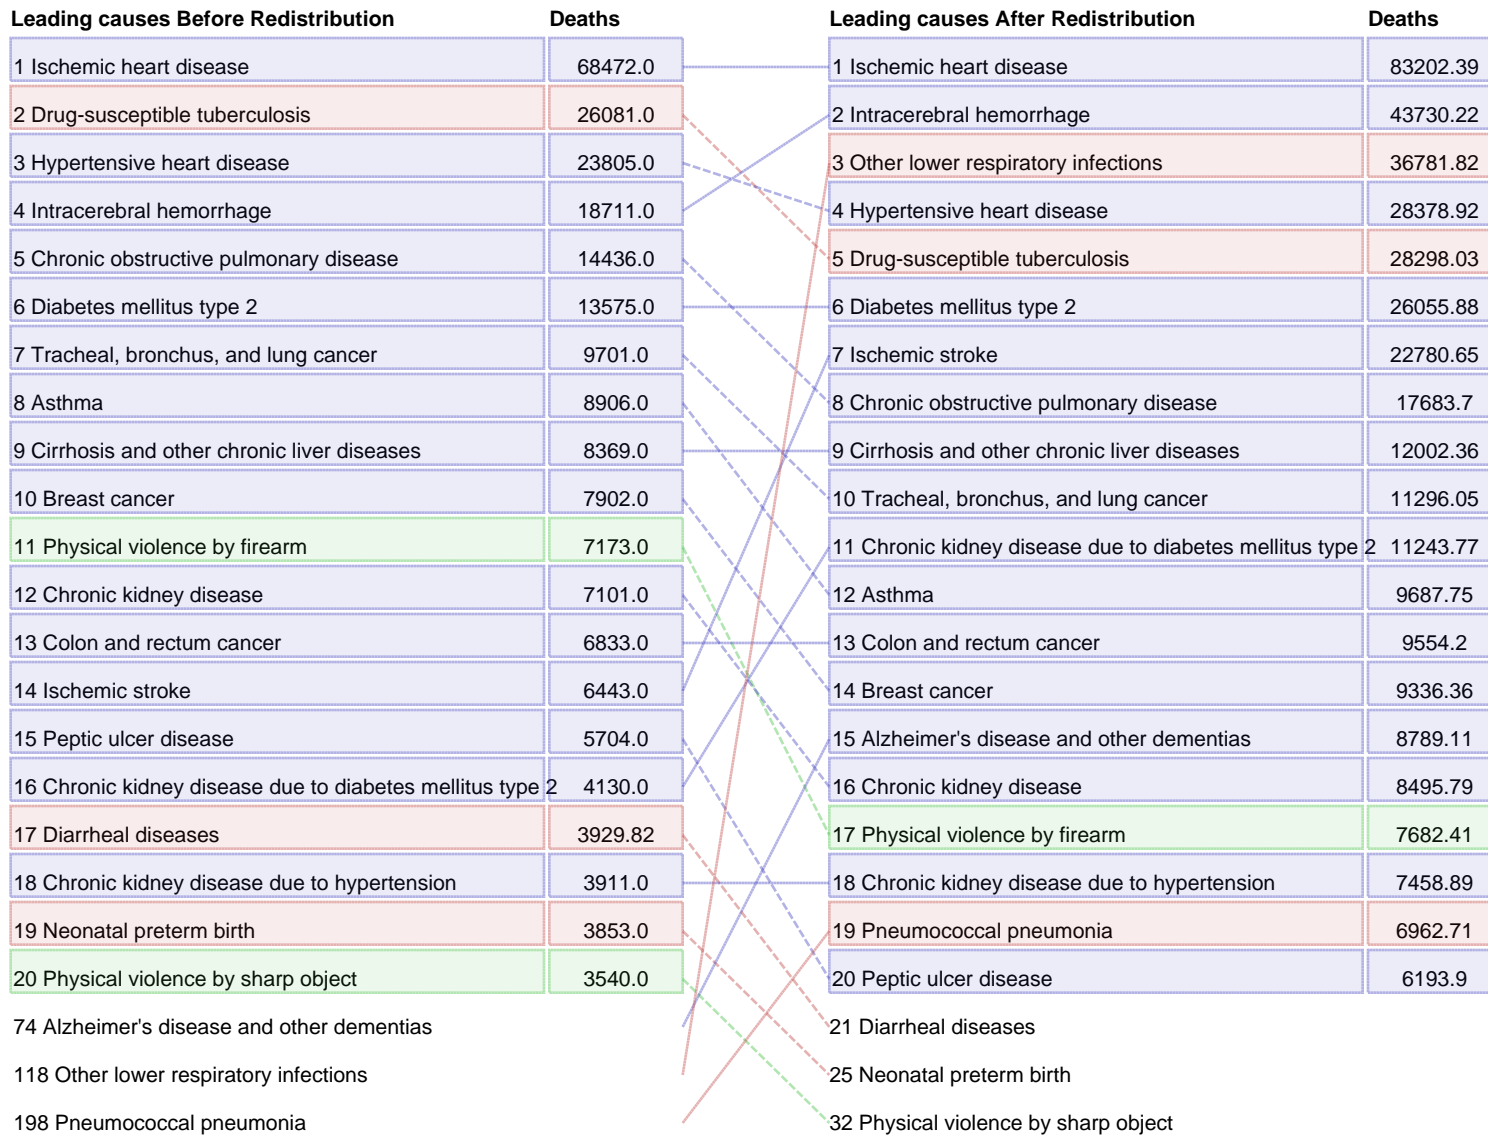 Leading causes Before Redistribution Deaths Leading causes After Redistribution Deaths
1 Ischemic heart disease 68472.0 1 Ischemic heart disease 83202.39
2 Drug-susceptible tuberculosis 26081.0 2 Intracerebral hemorrhage 43730.22
3 Hypertensive heart disease 23805.0 3 Other lower respiratory infections 36781.82
4 Intracerebral hemorrhage 18711.0 4 Hypertensive heart disease 28378.92
5 Chronic obstructive pulmonary disease 14436.0 5 Drug-susceptible tuberculosis 28298.03
6 Diabetes mellitus type 2 13575.0 6 Diabetes mellitus type 2 26055.88
7 Tracheal, bronchus, and lung cancer 9701.0 7 Ischemic stroke 22780.65
8 Asthma 8906.0 8 Chronic obstructive pulmonary disease 17683.7
9 Cirrhosis and other chronic liver diseases 8369.0 9 Cirrhosis and other chronic liver diseases 12002.36
10 Breast cancer 7902.0 10 Tracheal, bronchus, and lung cancer 11296.05
11 Physical violence by firearm 7173.0 11 Chronic kidney disease due to diabetes mellitus type 2 11243.77
12 Chronic kidney disease 7101.0 12 Asthma 9687.75
13 Colon and rectum cancer 6833.0 13 Colon and rectum cancer 9554.2
14 Ischemic stroke 6443.0 14 Breast cancer 9336.36
15 Peptic ulcer disease 5704.0 15 Alzheimer's disease and other dementias 8789.11
16 Chronic kidney disease due to diabetes mellitus type 2 4130.0 16 Chronic kidney disease 8495.79
17 Diarrheal diseases 3929.82 17 Physical violence by firearm 7682.41
18 Chronic kidney disease due to hypertension 3911.0 18 Chronic kidney disease due to hypertension 7458.89
19 Neonatal preterm birth 3853.0 19 Pneumococcal pneumonia 6962.71
20 Physical violence by sharp object 3540.0 20 Peptic ulcer disease 6193.9
74 Alzheimer's disease and other dementias 21 Diarrheal diseases
118 Other lower respiratory infections 25 Neonatal preterm birth
198 Pneumococcal pneumonia 32 Physical violence by sharp object